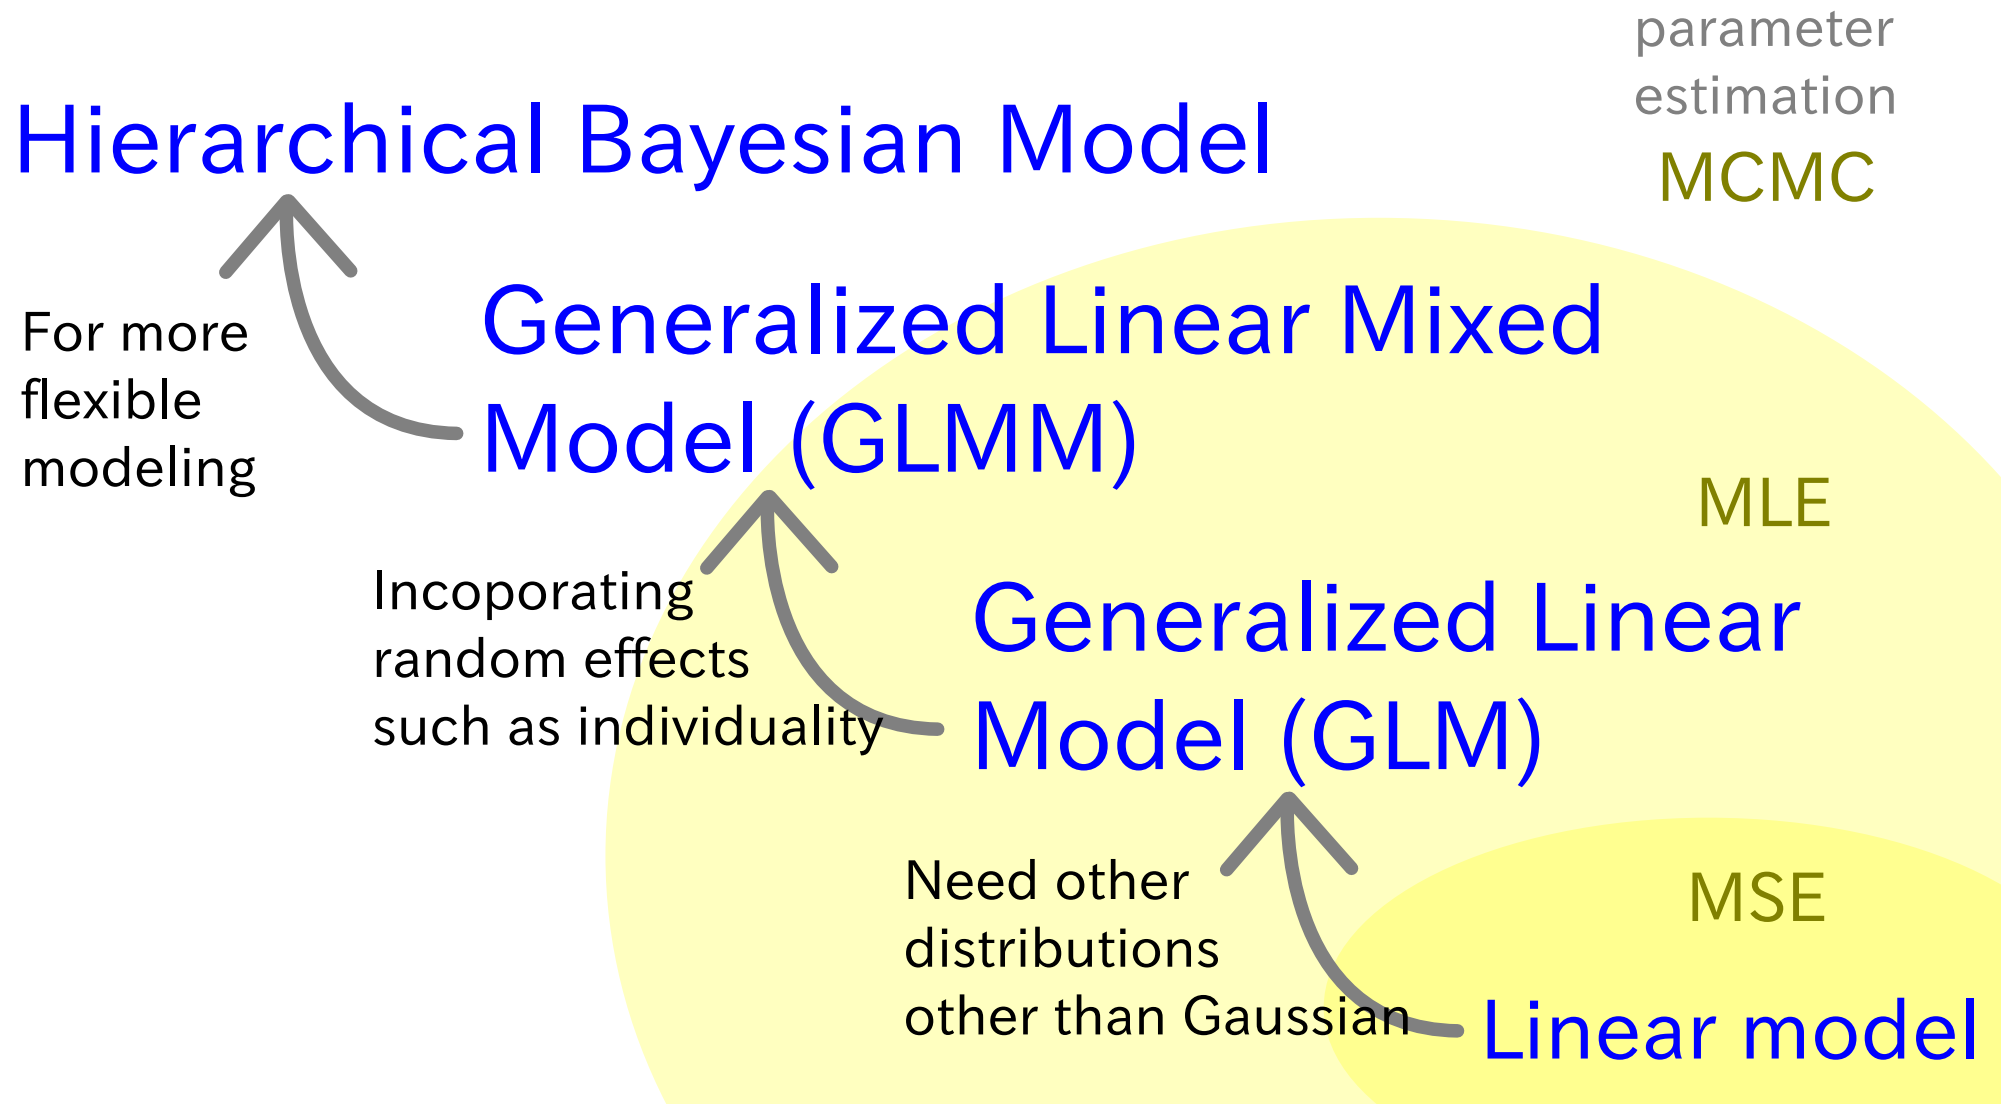 parameter
estimation
Hierarchical Bayesian Model
MCMC
For more
flexible
modeling
Generalized Linear Mixed
Model (GLMM)
MLE
Incoporating
random effects
such as individuality
Generalized Linear
Model (GLM)
Need other
distributions
other than Gaussian
MSE
Linear model